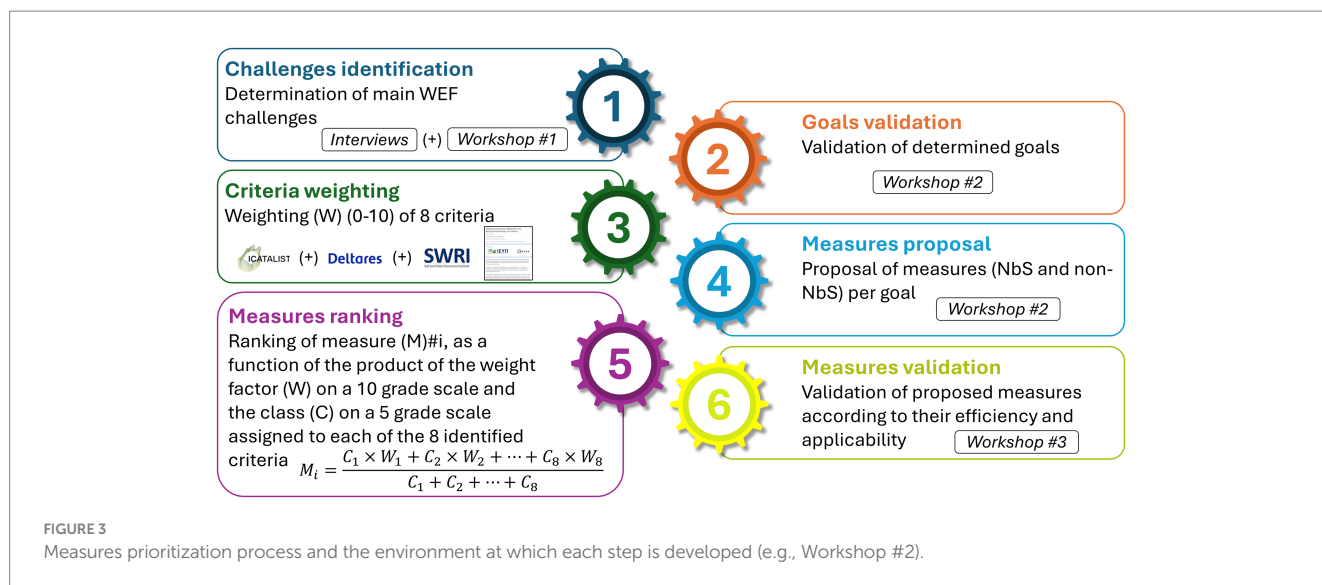 Challenges identification
Determination of main WEF
challenges
Interviews (+) Workshop #1
1
2
Goals validation
Validation of determined goals
Workshop #2
Criteria weighting
Weighting (W) (0-10) of 8 criteria
ICATALIST (+) Deltares (+) SWRI
3
4
Measures proposal
Proposal of measures (NbS and non-
NbS) per goal
Workshop #2
Measures ranking
Ranking of measure (M)#i, as a
function of the product of the weight
factor (W) on a 10 grade scale and
the class (C) on a 5 grade scale
assigned to each of the 8 identified
criteria
M_i = (C_1 × W_1 + C_2 × W_2 + ⋯ + C_8 × W_8) / (C_1 + C_2 + ⋯ + C_8)
5
6
Measures validation
Validation of proposed measures
according to their efficiency and
applicability
Workshop #3
FIGURE 3
Measures prioritization process and the environment at which each step is developed (e.g., Workshop #2).